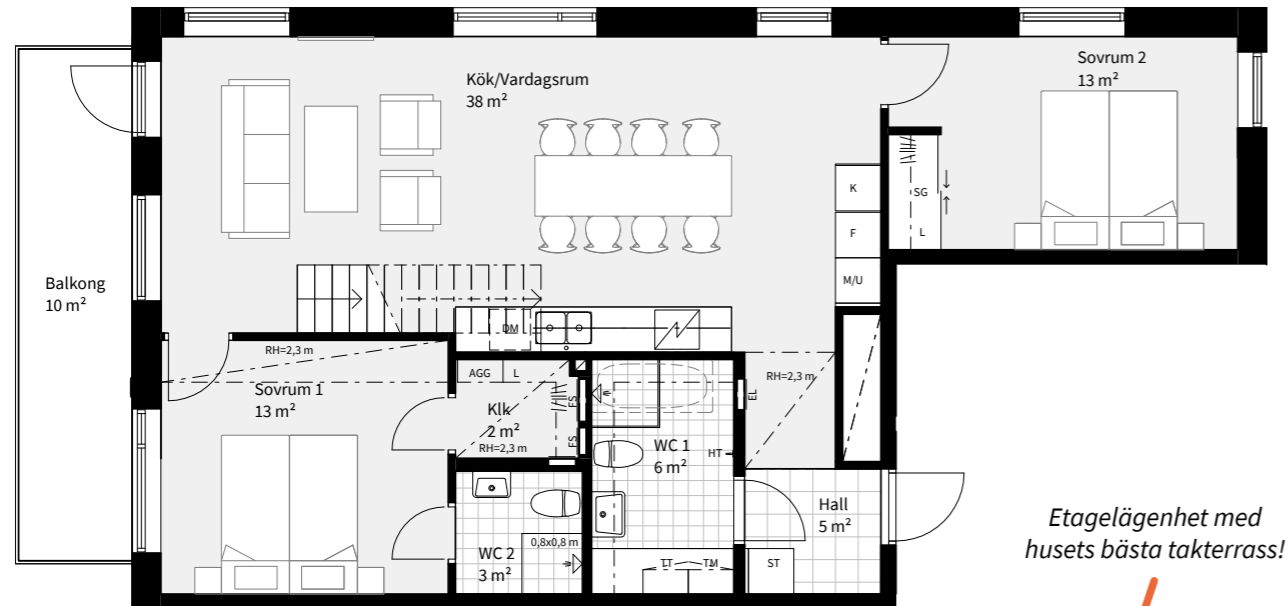 Kök/Vardagsrum
38 m²
Sovrum 2
13 m²
K
SG
F
L
M/U
Balkong
10 m²
DM
RH=2,3 m
Sovrum 1
13 m²
AGG
L
Klk
2 m²
RH=2,3 m
FS
FS
EL
RH=2,3 m
WC 1
6 m²
HT
Hall
5 m²
WC 2
3 m²
0,8x0,8 m
TT
TM
ST
Etagelägenhet med
husets bästa takterrass!